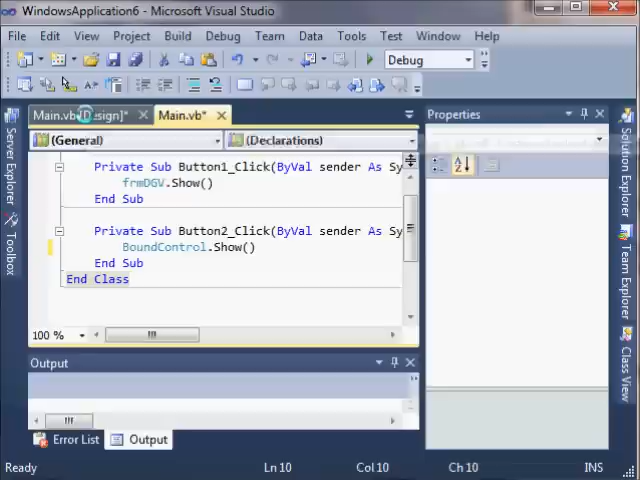 WindowsApplication6 - Microsoft Visual Studio
File Edit View Project Build Debug Team Data Tools Test Window Help
Debug
Main.vb [Design]* Main.vb*
Properties
(General) (Declarations)
Private Sub Button1_Click(ByVal sender As Sy
frmDGV.Show()
End Sub
Private Sub Button2_Click(ByVal sender As Sy
BoundControl.Show()
End Sub
End Class
100 %
Output
Error List Output
Ready Ln 10 Col 10 Ch 10 INS
Server Explorer
Toolbox
Solution Explorer
Team Explorer
Class View